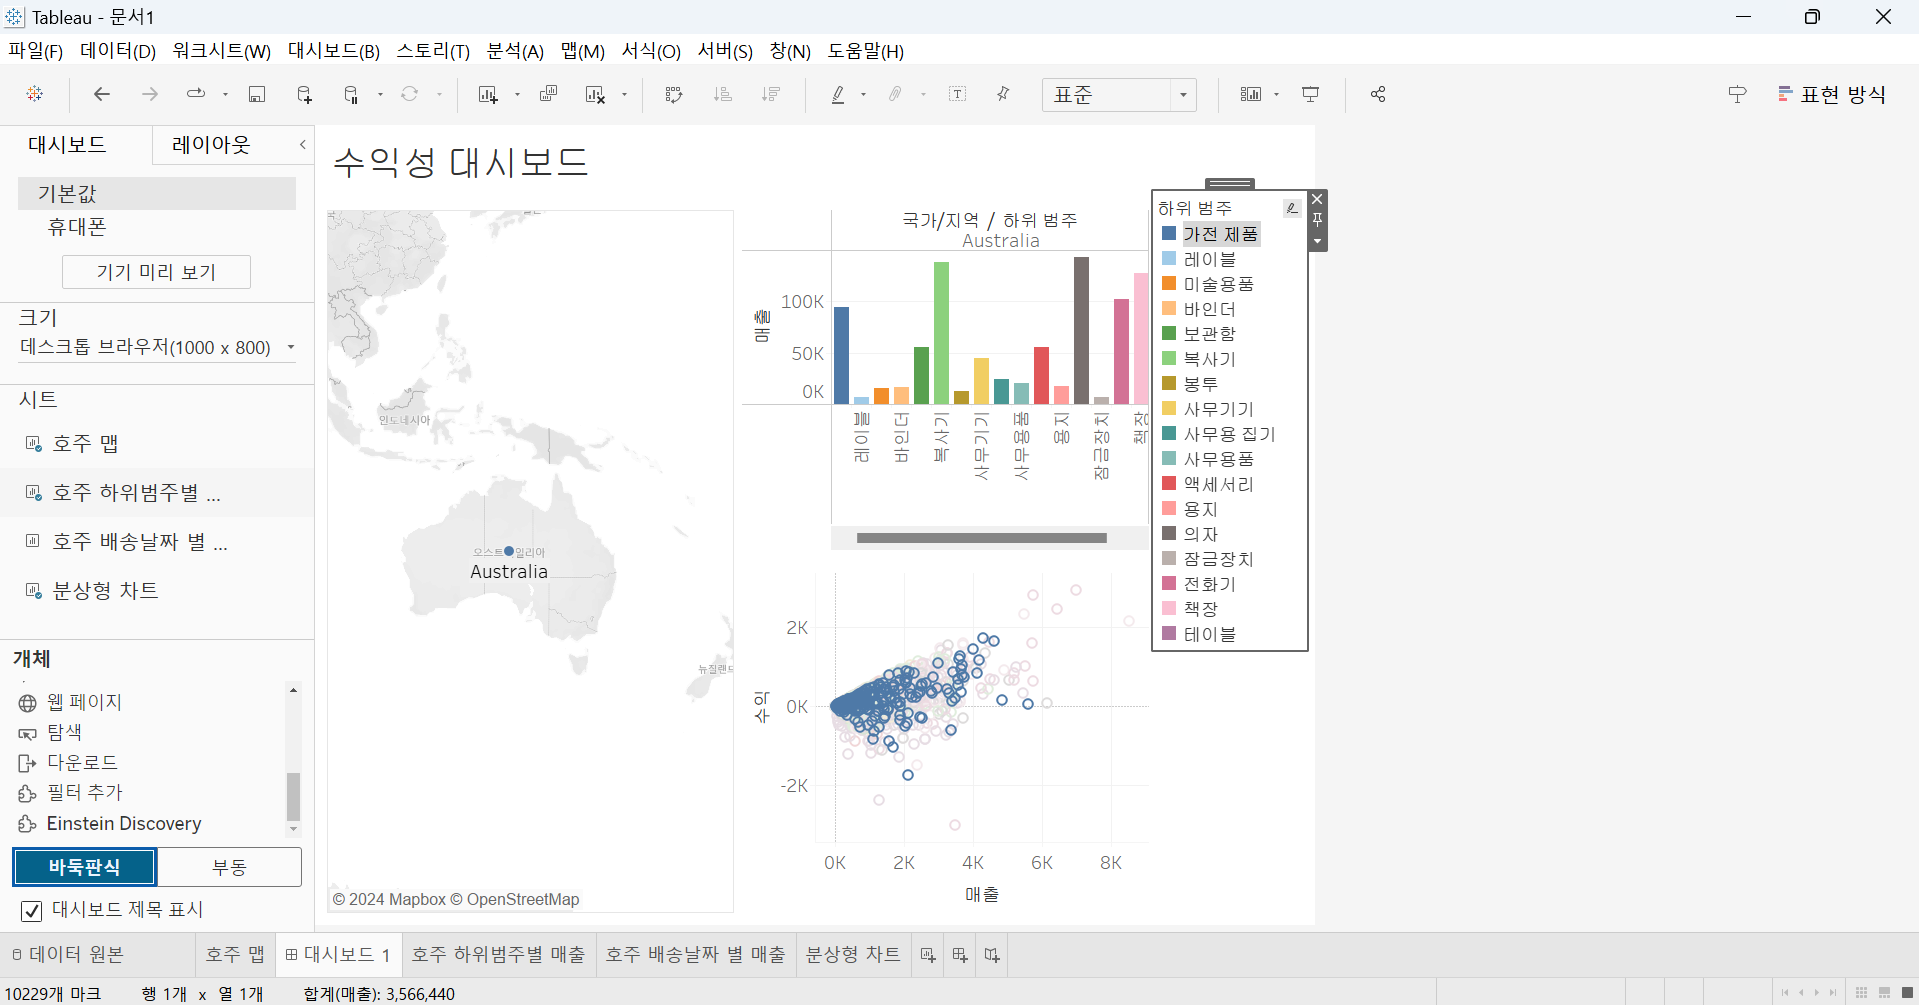 Tableau - 문서1
파일(F) 데이터(D) 워크시트(W) 대시보드(B) 스토리(T) 분석(A) 맵(M) 서식(O) 서버(S) 창(N) 도움말(H)
표준
표현 방식
대시보드
레이아웃
기본값
휴대폰
기기 미리 보기
크기
데스크톱 브라우저(1000 x 800)
시트
호주 맵
호주 하위범주별 ...
호주 배송날짜 별 ...
분상형 차트
개체
웹 페이지
탐색
다운로드
필터 추가
Einstein Discovery
바둑판식
부동
대시보드 제목 표시
수익성 대시보드
인도네시아
오스트 일리아
Australia
뉴질랜드
© 2024 Mapbox © OpenStreetMap
국가/지역 / 하위 범주
Australia
매출
100K
50K
0K
레이블
바인더
복사기
사무기기
사무용품
용지
잠금장치
책장
하위 범주
가전 제품
레이블
미술용품
바인더
보관함
복사기
봉투
사무기기
사무용 집기
사무용품
액세서리
용지
의자
잠금장치
전화기
책장
테이블
수익
2K
0K
-2K
0K 2K 4K 6K 8K
매출
데이터 원본
호주 맵
대시보드 1
호주 하위범주별 매출
호주 배송날짜 별 매출
분상형 차트
10229개 마크 행 1개 x 열 1개 합계(매출): 3,566,440